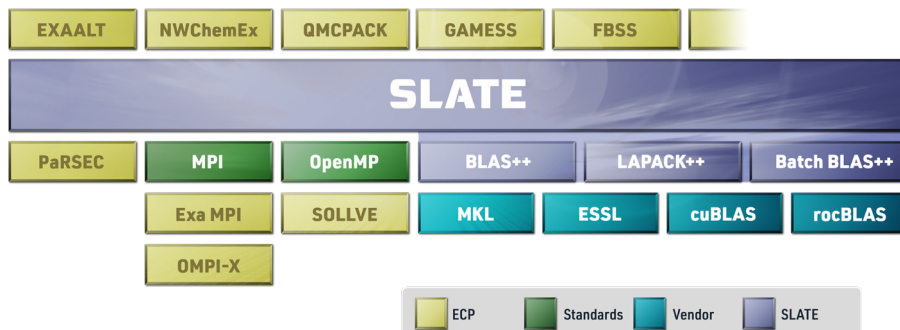 EXAALT NWChemEx QMCPACK GAMESS FBSS
SLATE
PaRSEC MPI OpenMP BLAS++ LAPACK++ Batch BLAS++
Exa MPI SOLLVE MKL ESSL cuBLAS rocBLAS
OMPI-X
ECP Standards Vendor SLATE